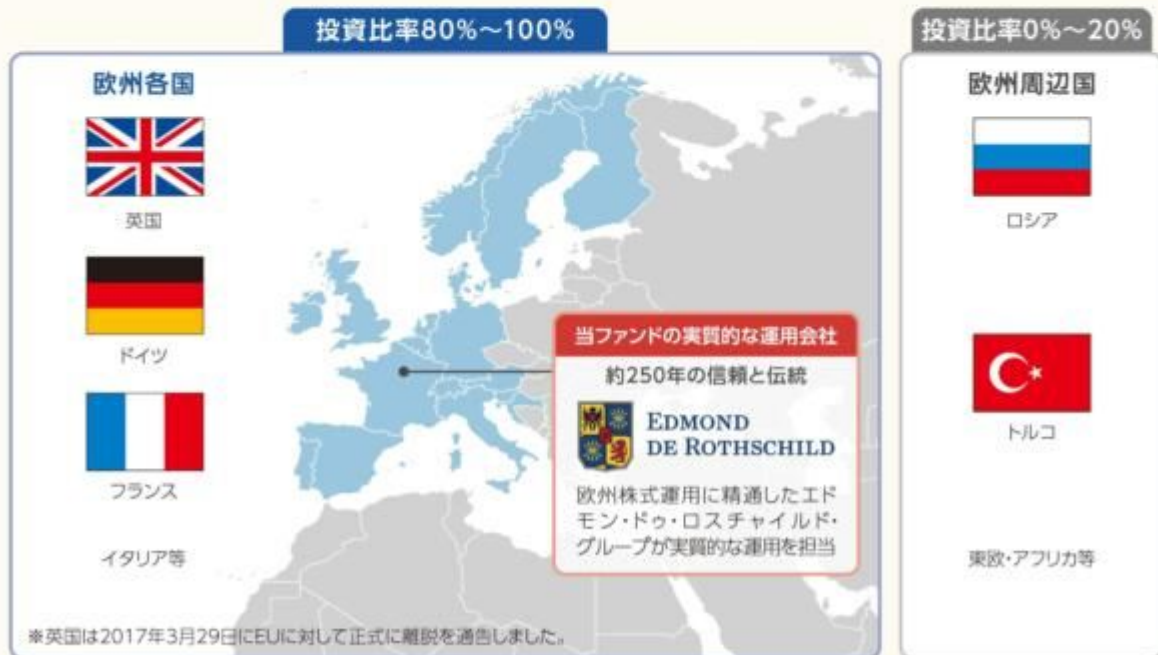 投資比率80%～100%
欧州各国
英国
ドイツ
フランス
イタリア等
※英国は2017年3月29日にEUに対して正式に離脱を通告しました。
当ファンドの実質的な運用会社
約250年の信頼と伝統
EDMOND
DE ROTHSCHILD
欧州株式運用に精通したエド
モン・ドゥ・ロスチャイルド・
グループが実質的な運用を担当
投資比率0%～20%
欧州周辺国
ロシア
トルコ
東欧・アフリカ等